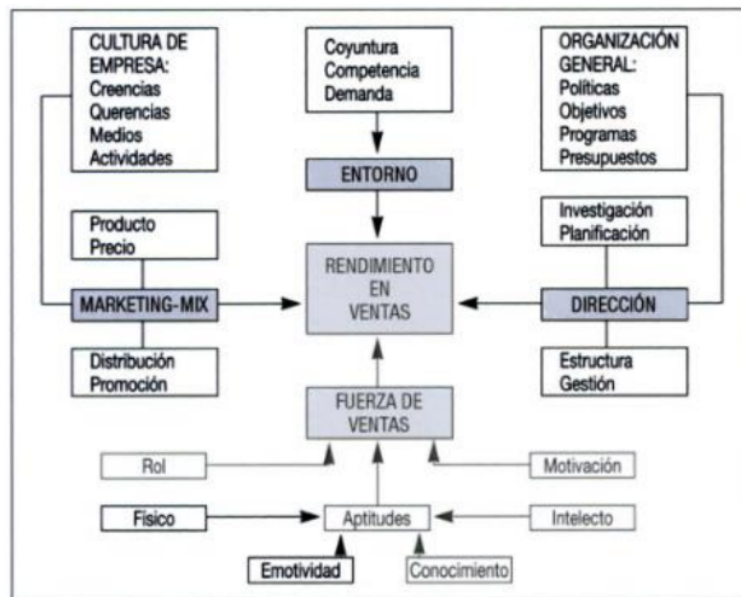 CULTURA DE
EMPRESA:
Creencias
Querencias
Medios
Actividades
Coyuntura
Competencia
Demanda
ORGANIZACIÓN
GENERAL:
Políticas
Objetivos
Programas
Presupuestos
ENTORNO
Producto
Precio
Investigación
Planificación
RENDIMIENTO
EN
VENTAS
MARKETING-MIX
DIRECCIÓN
Distribución
Promoción
Estructura
Gestión
FUERZA DE
VENTAS
Rol
Motivación
Físico
Aptitudes
Intelecto
Emotividad
Conocimiento